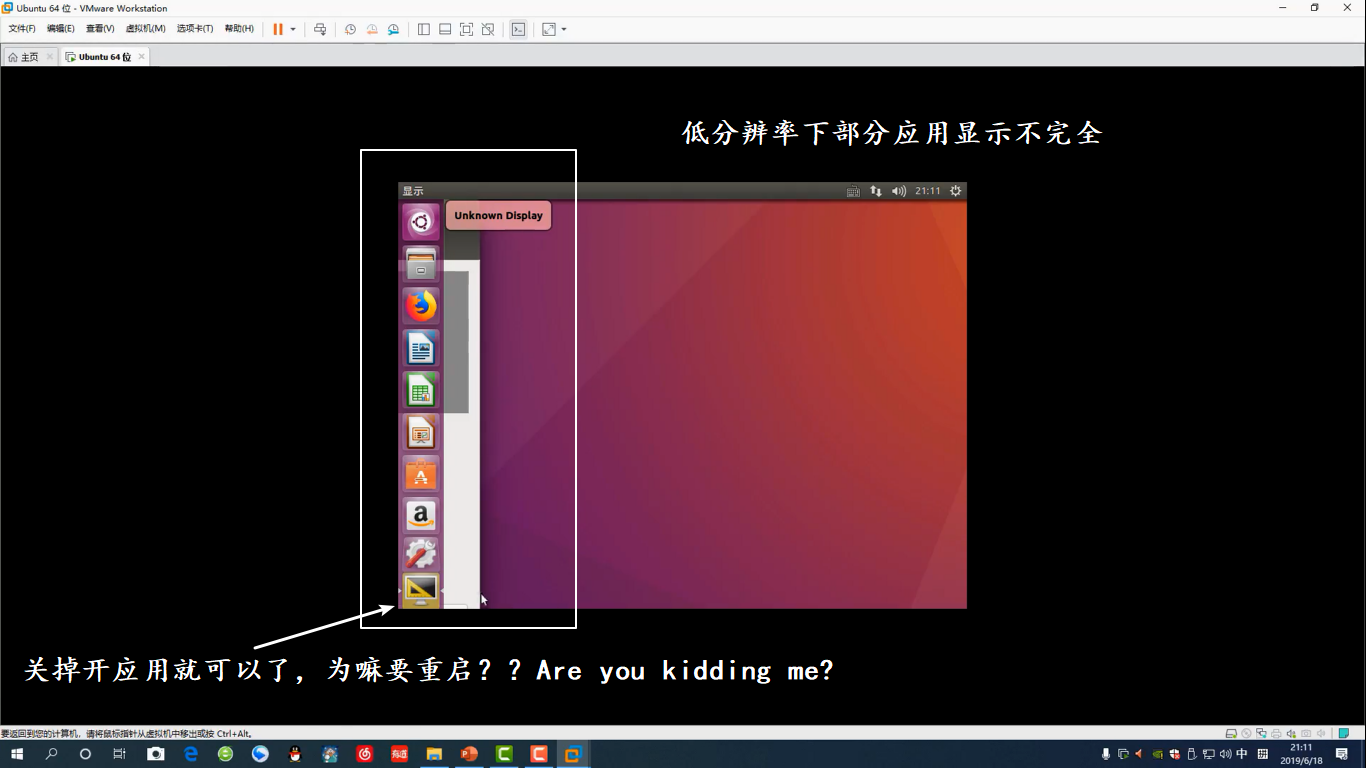 Ubuntu 64 位 - VMware Workstation
文件(F) 编辑(E) 查看(V) 虚拟机(M) 选项卡(T) 帮助(H)
主页 Ubuntu 64 位
低分辨率下部分应用显示不完全
显示 21:11
Unknown Display
关掉开应用就可以了，为嘛要重启？？Are you kidding me?
要返回到您的计算机，请将鼠标指针从虚拟机中移出或按 Ctrl+Alt。
有道 中 21:11
2019/6/18